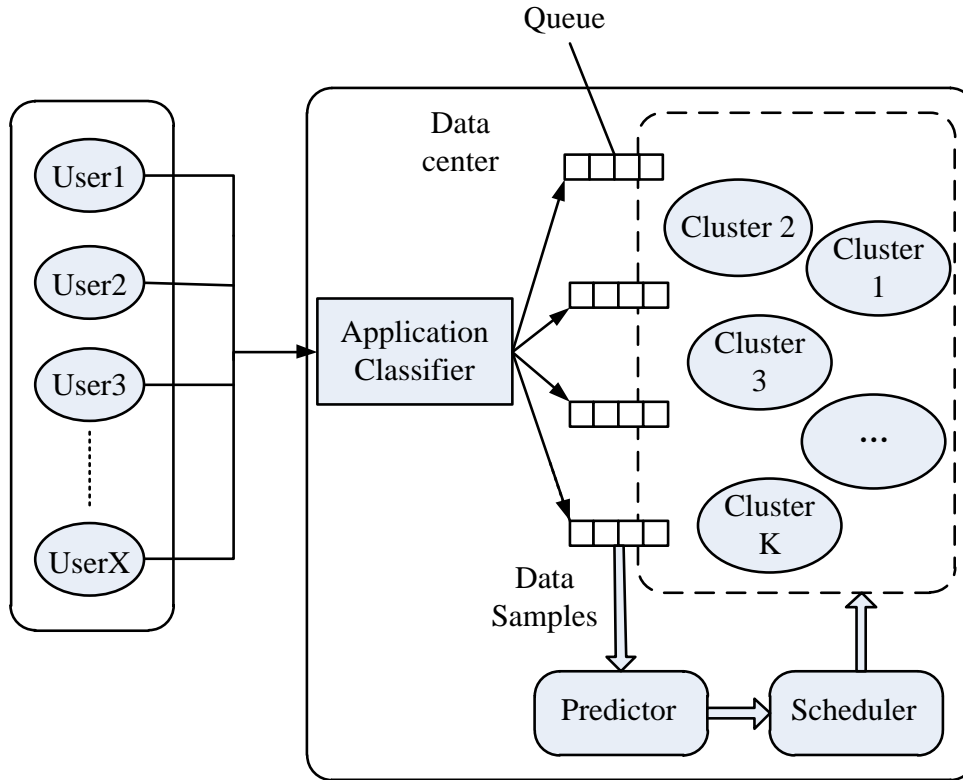 Queue
Data
center
User1
User2
User3
UserX
Application
Classifier
Cluster 2
Cluster
1
Cluster
3
...
Cluster
K
Data
Samples
Predictor
Scheduler